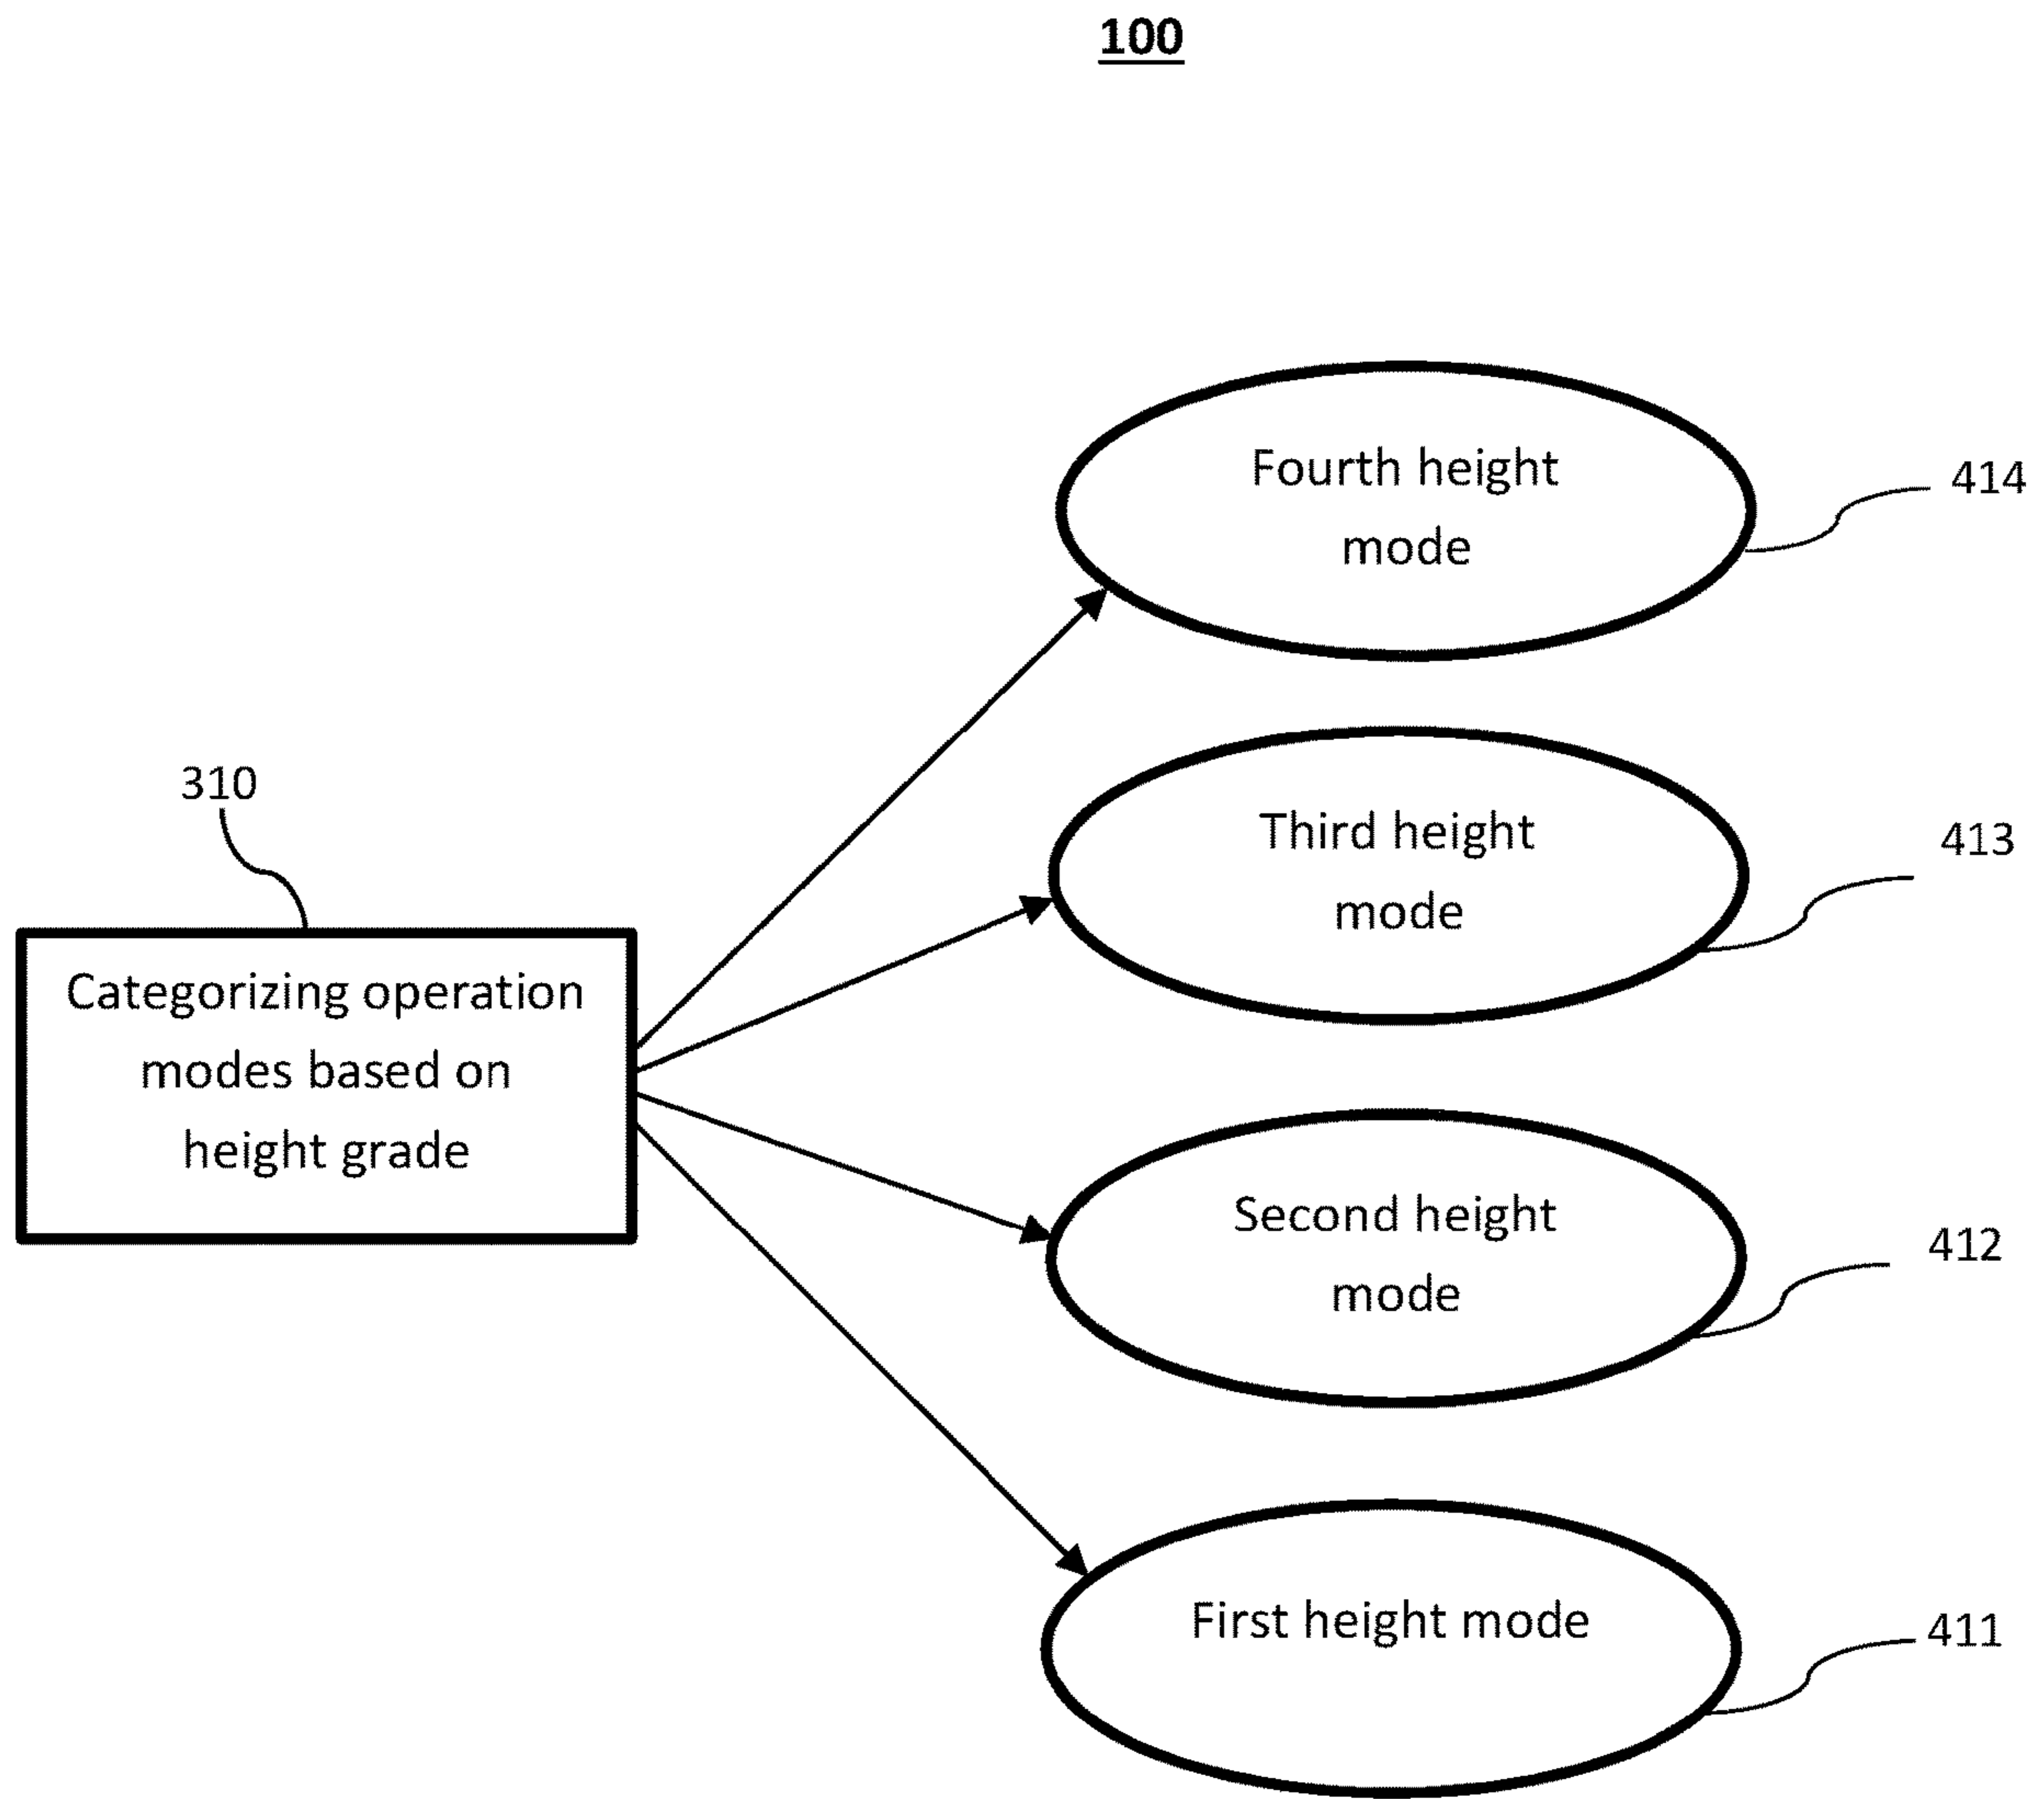 100
Fourth height
mode
414
Third height
mode
413
310
Categorizing operation
modes based on
height grade
Second height
mode
412
First height mode
411